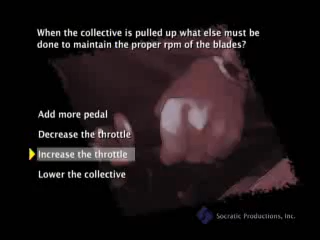 When the collective is pulled up what else must be
done to maintain the proper rpm of the blades?
Add more pedal
Decrease the throttle
Increase the throttle
Lower the collective
Socratic Productions, Inc.